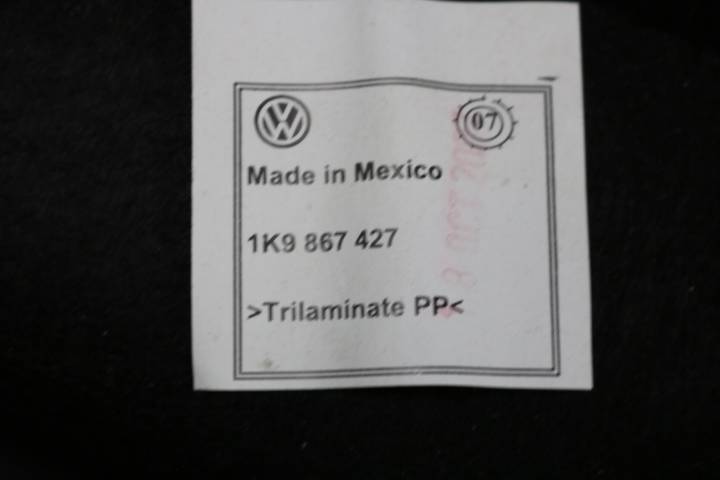 07
Made in Mexico
1K9 867 427
>Trilaminate PP<